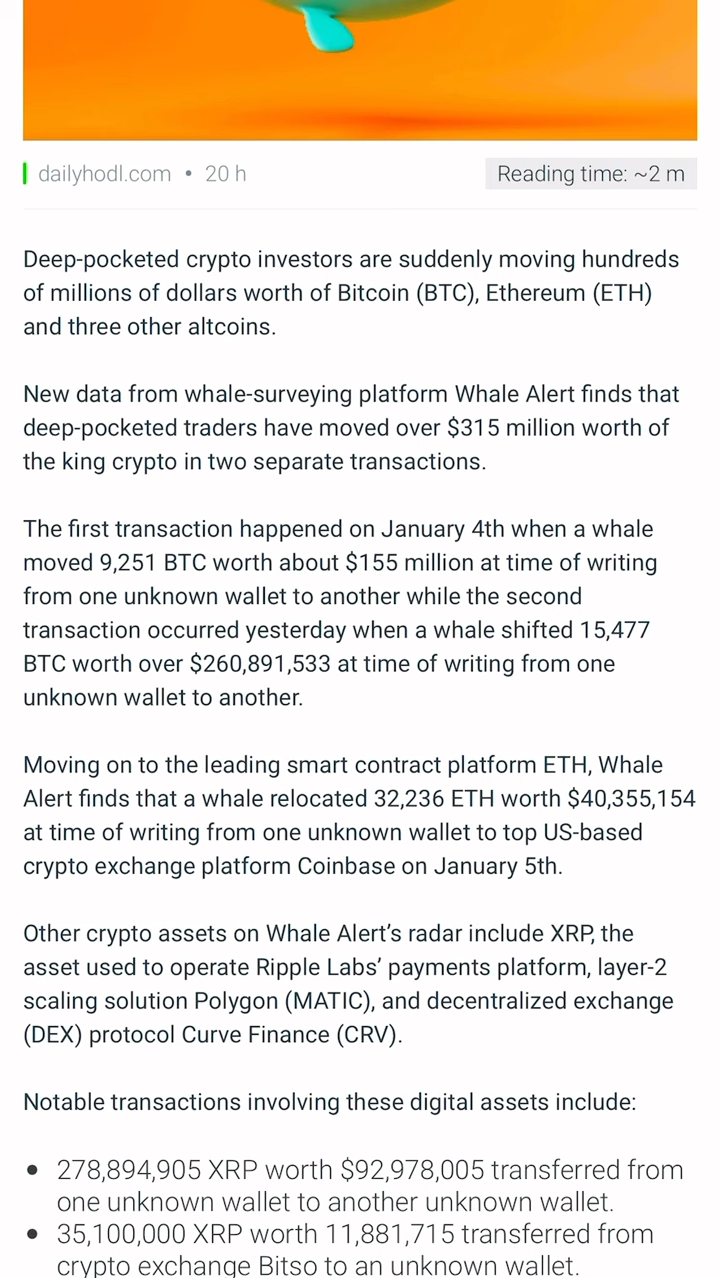 dailyhodl.com • 20 h
Reading time: ~2 m
Deep-pocketed crypto investors are suddenly moving hundreds
of millions of dollars worth of Bitcoin (BTC), Ethereum (ETH)
and three other altcoins.
New data from whale-surveying platform Whale Alert finds that
deep-pocketed traders have moved over $315 million worth of
the king crypto in two separate transactions.
The first transaction happened on January 4th when a whale
moved 9,251 BTC worth about $155 million at time of writing
from one unknown wallet to another while the second
transaction occurred yesterday when a whale shifted 15,477
BTC worth over $260,891,533 at time of writing from one
unknown wallet to another.
Moving on to the leading smart contract platform ETH, Whale
Alert finds that a whale relocated 32,236 ETH worth $40,355,154
at time of writing from one unknown wallet to top US-based
crypto exchange platform Coinbase on January 5th.
Other crypto assets on Whale Alert’s radar include XRP, the
asset used to operate Ripple Labs’ payments platform, layer-2
scaling solution Polygon (MATIC), and decentralized exchange
(DEX) protocol Curve Finance (CRV).
Notable transactions involving these digital assets include:
• 278,894,905 XRP worth $92,978,005 transferred from
one unknown wallet to another unknown wallet.
• 35,100,000 XRP worth 11,881,715 transferred from
crypto exchange Bitso to an unknown wallet.